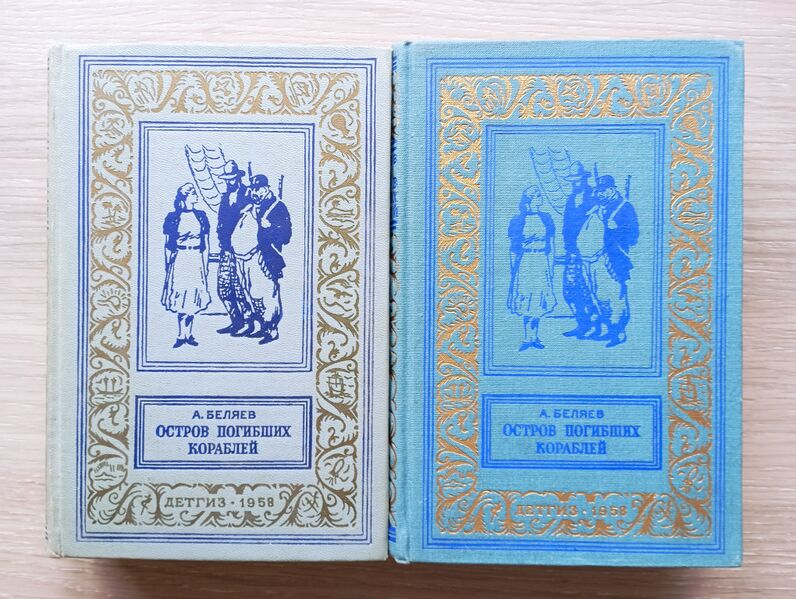 А. БЕЛЯЕВ
ОСТРОВ ПОГИБШИХ
КОРАБЛЕЙ
ДЕТГИЗ · 1958
А. БЕЛЯЕВ
ОСТРОВ ПОГИБШИХ
КОРАБЛЕЙ
ДЕТГИЗ · 1958